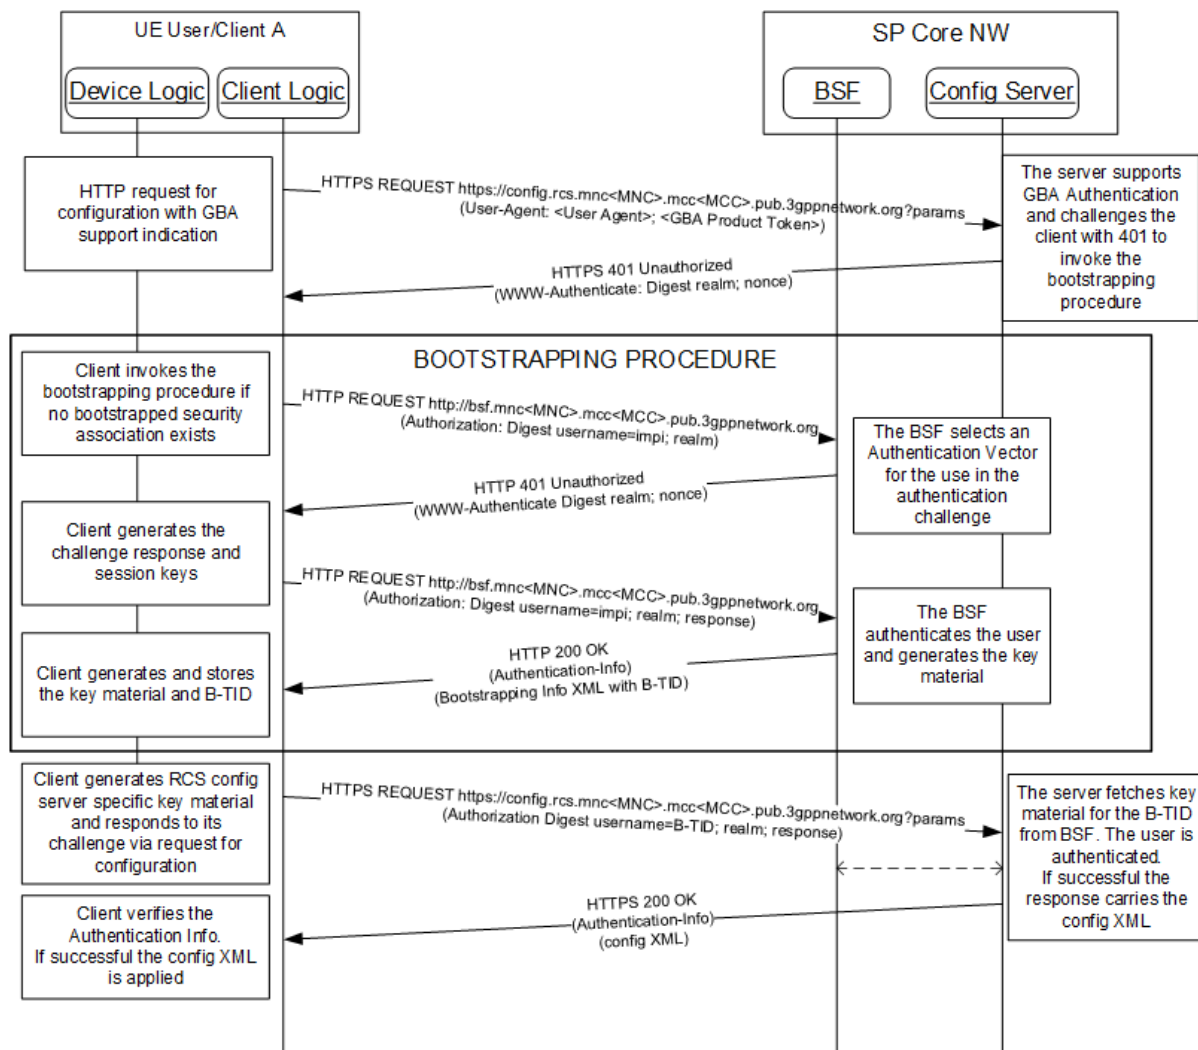 UE User/Client A
SP Core NW
Device Logic
Client Logic
BSF
Config Server
HTTP request for
configuration with GBA
support indication
HTTPS REQUEST https://config.rcs.mnc<MNC>.mcc<MCC>.pub.3gppnetwork.org?params
(User-Agent: <User Agent>; <GBA Product Token>)
The server supports
GBA Authentication
and challenges the
client with 401 to
invoke the
bootstrapping
procedure
HTTPS 401 Unauthorized
(WWW-Authenticate: Digest realm; nonce)
BOOTSTRAPPING PROCEDURE
Client invokes the
bootstrapping procedure if
no bootstrapped security
association exists
HTTP REQUEST http://bsf.mnc<MNC>.mcc<MCC>.pub.3gppnetwork.org
(Authorization: Digest username=impi; realm)
The BSF selects an
Authentication Vector
for the use in the
authentication
challenge
HTTP 401 Unauthorized
(WWW-Authenticate Digest realm; nonce)
Client generates the
challenge response and
session keys
HTTP REQUEST http://bsf.mnc<MNC>.mcc<MCC>.pub.3gppnetwork.org
(Authorization: Digest username=impi; realm; response)
The BSF
authenticates the user
and generates the key
material
HTTP 200 OK
(Authentication-Info)
(Bootstrapping Info XML with B-TID)
Client generates and stores
the key material and B-TID
Client generates RCS config
server specific key material
and responds to its
challenge via request for
configuration
HTTPS REQUEST https://config.rcs.mnc<MNC>.mcc<MCC>.pub.3gppnetwork.org?params
(Authorization Digest username=B-TID; realm; response)
The server fetches key
material for the B-TID
from BSF. The user is
authenticated.
If successful the
response carries the
config XML
HTTPS 200 OK
(Authentication-Info)
(config XML)
Client verifies the
Authentication Info.
If successful the config XML
is applied